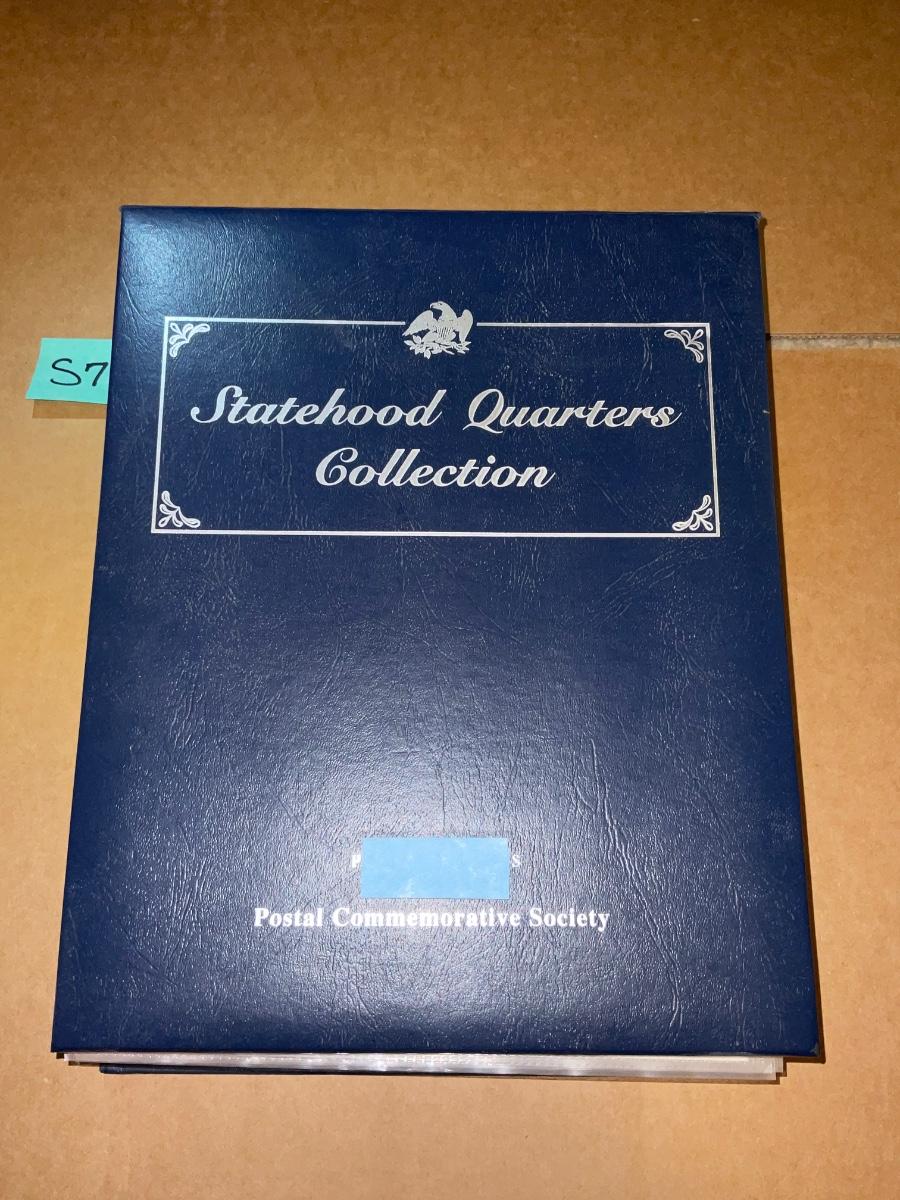 S7
Statehood Quarters
Collection
Postal Commemorative Society